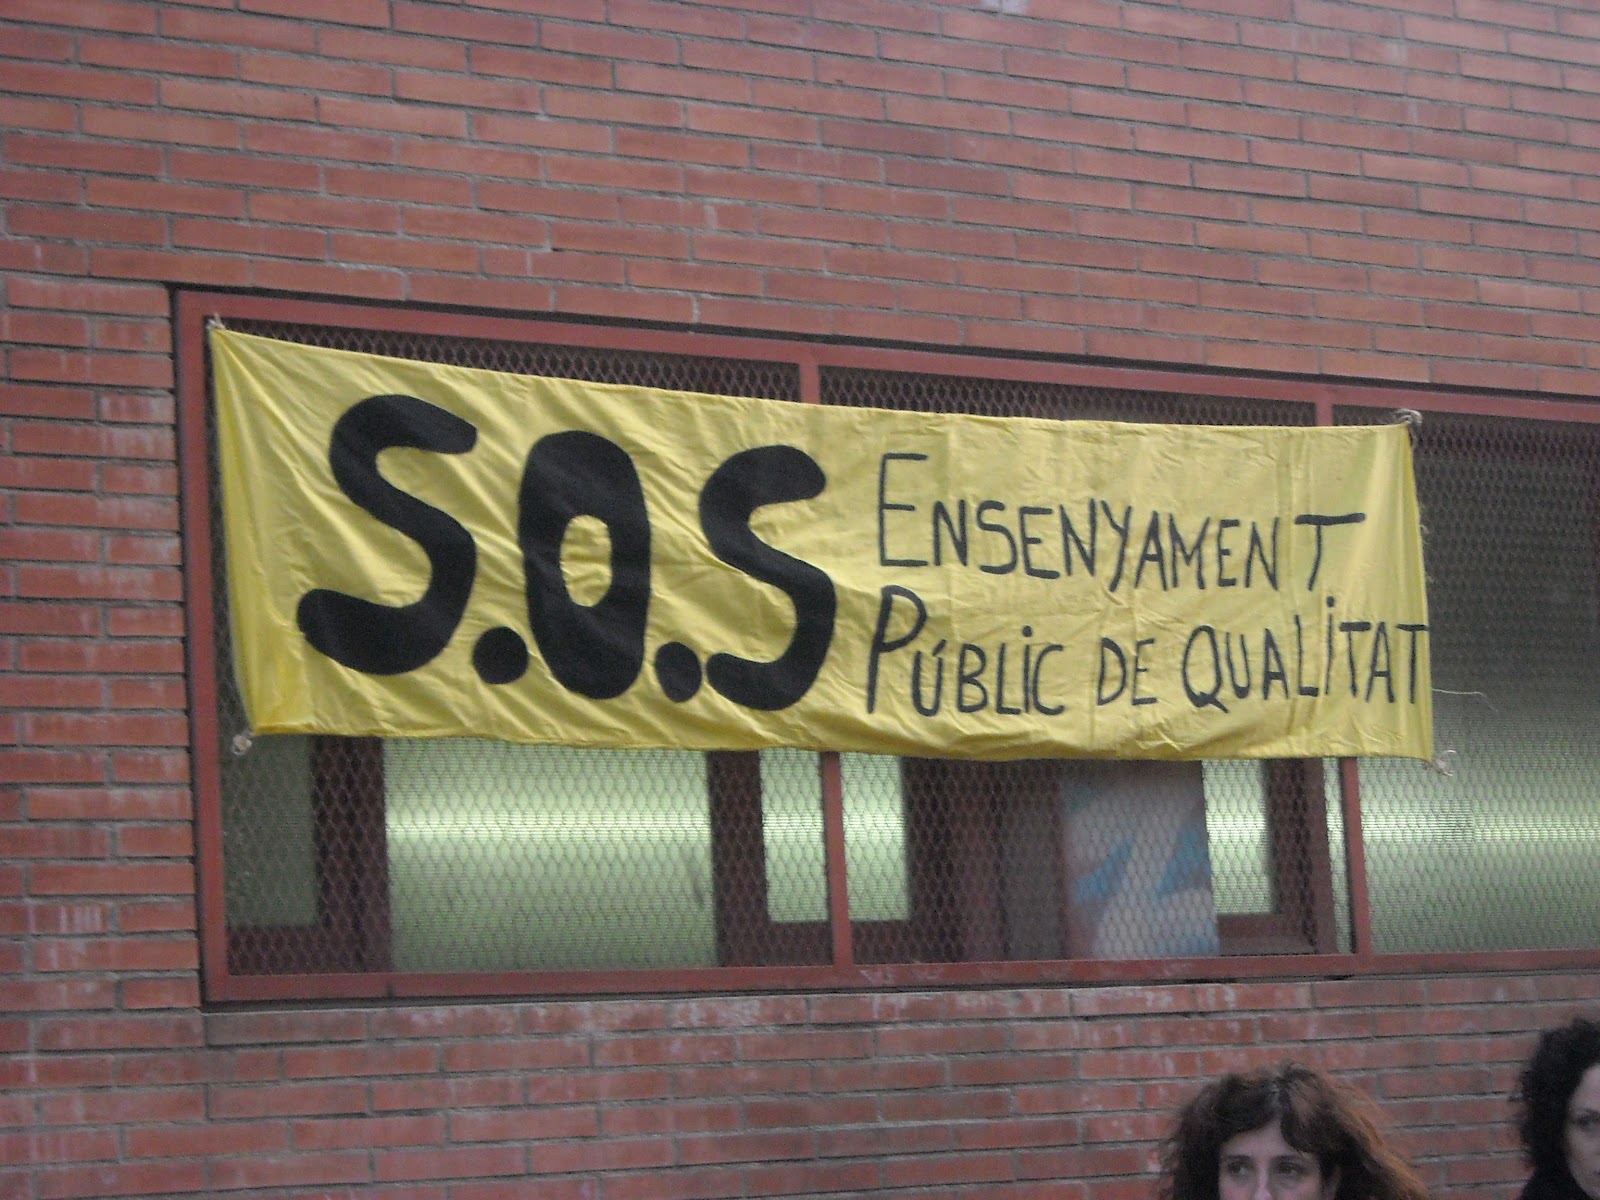 S.O.S ENSENYAMENT
PÚBLiC DE QUALiTAT